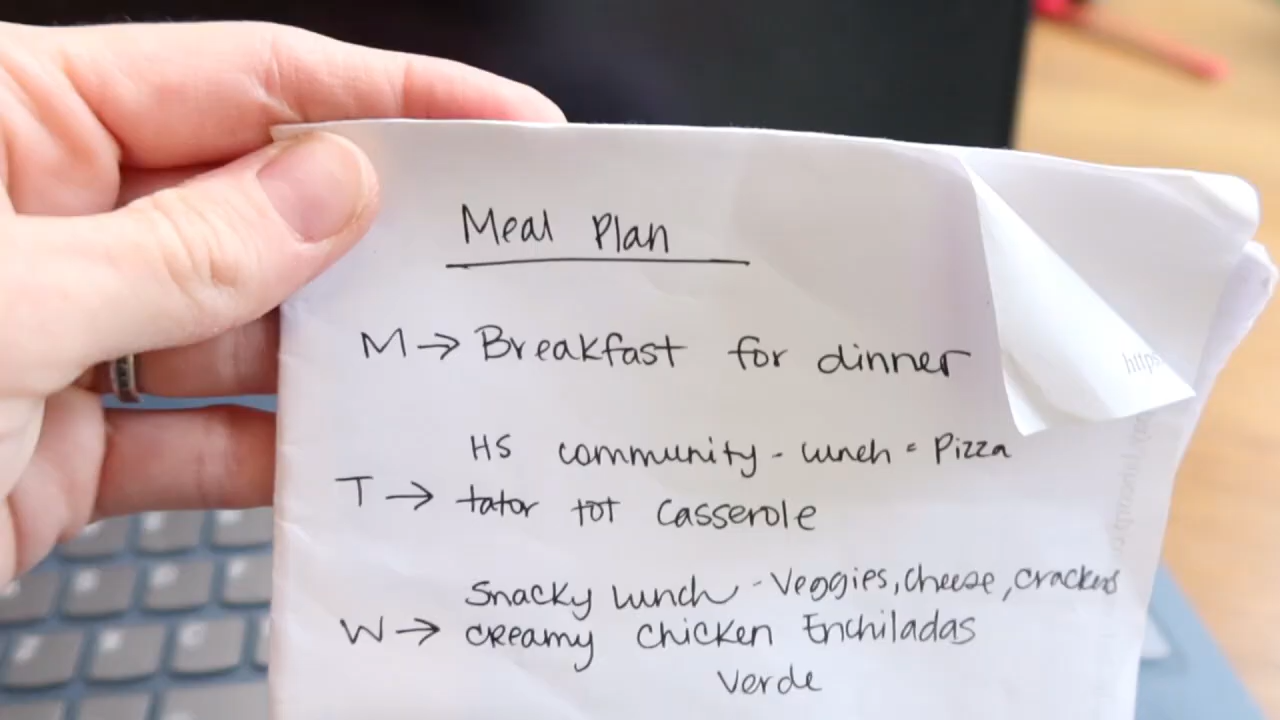 Meal Plan
M → Breakfast for dinner
HS community - lunch = Pizza
T → tator tot casserole
Snacky lunch - Veggies, cheese, crackers
W → creamy chicken Enchiladas
Verde
https